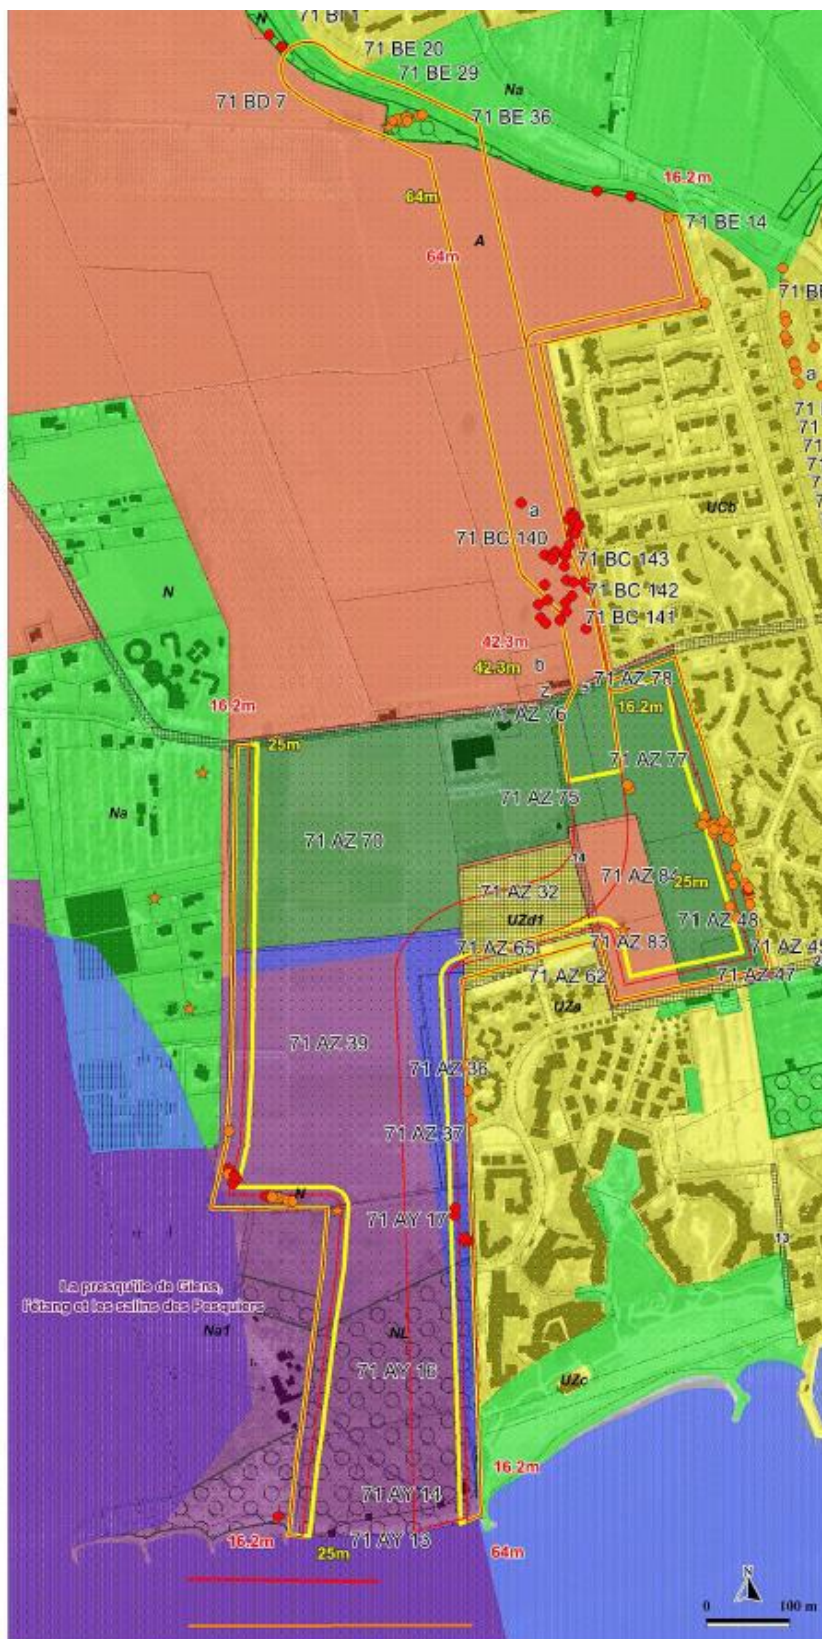 N
71 BE 20
71 BE 29
Na
71 BD 7
71 BE 36
16.2m
64m
71 BE 14
A
64m
a
a
UCb
71 BC 140
71 BC 143
N
71 BC 142
71 BC 141
42.3m
b
42.3m
71 AZ 78
16.2m
71 AZ 76
16.2m
25m
71 AZ 77
Na
71 AZ 75
71 AZ 70
14
71 AZ 84
71 AZ 32
25m
UZd1
71 AZ 48
71 AZ 65
71 AZ 83
71 AZ 62
71 AZ 47
UZa
71 AZ 39
71 AZ 36
71 AZ 37
N
71 AY 17
13
La presqu'île de Giens,
l'étang et les salins des Pesquiers
Na1
NL
71 AY 16
UZc
16.2m
71 AY 14
16.2m
71 AY 13
25m
64m
N
0 100 m